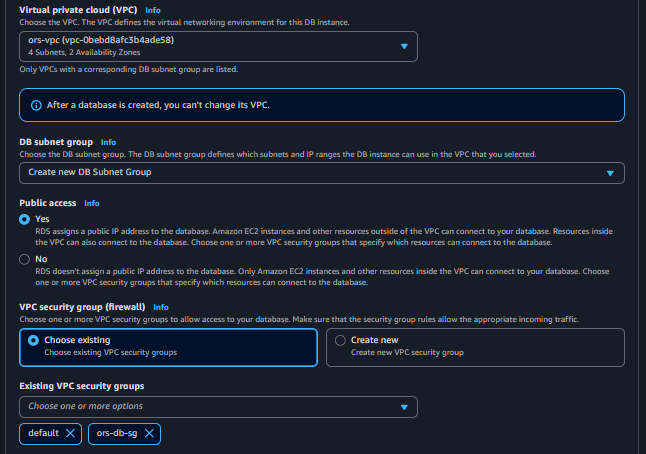 Virtual private cloud (VPC) Info
Choose the VPC. The VPC defines the virtual networking environment for this DB instance.
ors-vpc (vpc-0bebd8afc3b4ade58)
4 Subnets, 2 Availability Zones
Only VPCs with a corresponding DB subnet group are listed.
After a database is created, you can't change its VPC.
DB subnet group Info
Choose the DB subnet group. The DB subnet group defines which subnets and IP ranges the DB instance can use in the VPC that you selected.
Create new DB Subnet Group
Public access Info
Yes
RDS assigns a public IP address to the database. Amazon EC2 instances and other resources outside of the VPC can connect to your database. Resources
inside the VPC can also connect to the database. Choose one or more VPC security groups that specify which resources can connect to the database.
No
RDS doesn't assign a public IP address to the database. Only Amazon EC2 instances and other resources inside the VPC can connect to your database. Choose
one or more VPC security groups that specify which resources can connect to the database.
VPC security group (firewall) Info
Choose one or more VPC security groups to allow access to your database. Make sure that the security group rules allow the appropriate incoming traffic.
Choose existing
Choose existing VPC security groups
Create new
Create new VPC security group
Existing VPC security groups
Choose one or more options
default
ors-db-sg